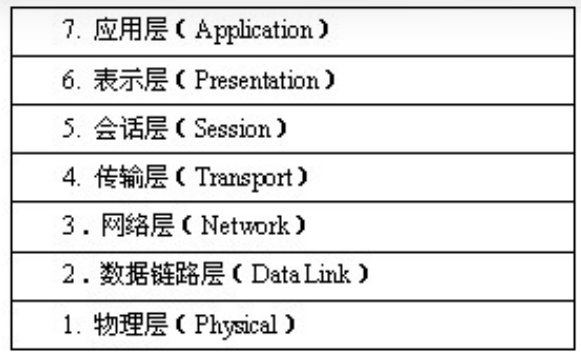 7. 应用层（Application）
6. 表示层（Presentation）
5. 会话层（Session）
4. 传输层（Transport）
3．网络层（Network）
2．数据链路层（Data Link）
1. 物理层（Physical）